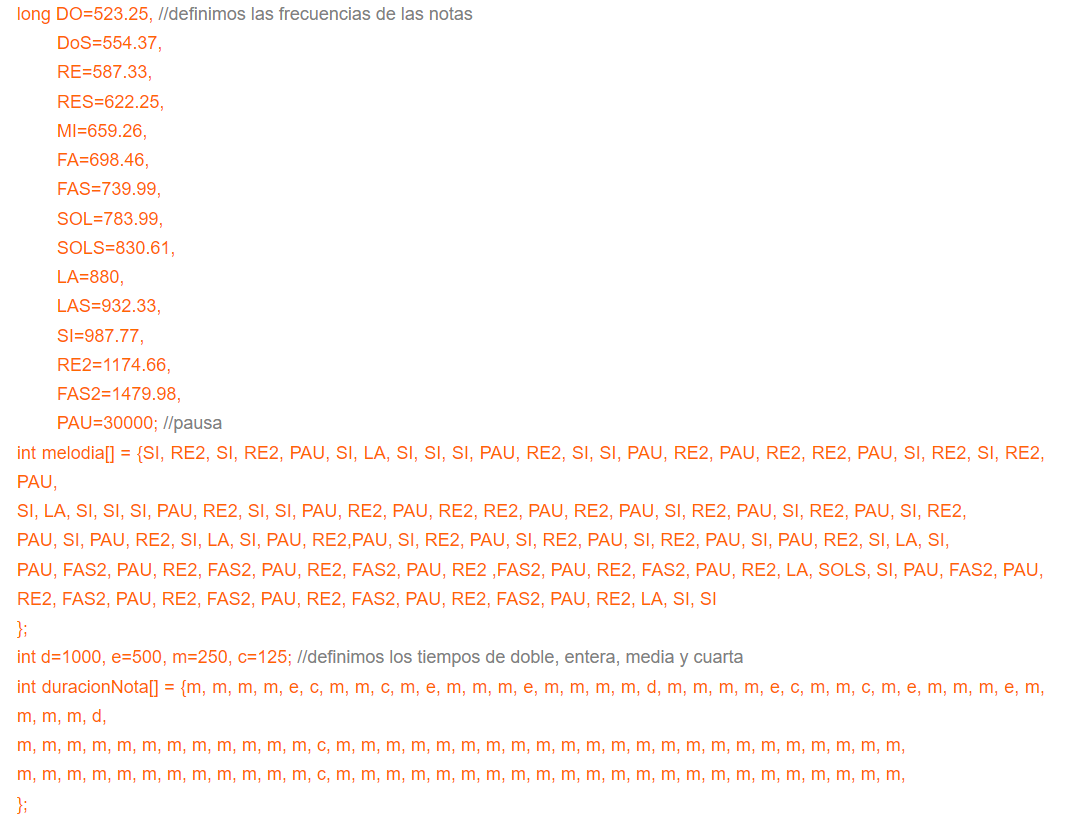 long DO=523.25, //definimos las frecuencias de las notas
DoS=554.37,
RE=587.33,
RES=622.25,
MI=659.26,
FA=698.46,
FAS=739.99,
SOL=783.99,
SOLS=830.61,
LA=880,
LAS=932.33,
SI=987.77,
RE2=1174.66,
FAS2=1479.98,
PAU=30000; //pausa
int melodia[] = {SI, RE2, SI, RE2, PAU, SI, LA, SI, SI, SI, PAU, RE2, SI, SI, PAU, RE2, PAU, RE2, RE2, PAU, SI, RE2, SI, RE2,
PAU,
SI, LA, SI, SI, SI, PAU, RE2, SI, SI, PAU, RE2, PAU, RE2, RE2, PAU, RE2, PAU, SI, RE2, PAU, SI, RE2, PAU, SI, RE2,
PAU, SI, PAU, RE2, SI, LA, SI, PAU, RE2,PAU, SI, RE2, PAU, SI, RE2, PAU, SI, RE2, PAU, SI, PAU, RE2, SI, LA, SI,
PAU, FAS2, PAU, RE2, FAS2, PAU, RE2, FAS2, PAU, RE2 ,FAS2, PAU, RE2, FAS2, PAU, RE2, LA, SOLS, SI, PAU, FAS2, PAU,
RE2, FAS2, PAU, RE2, FAS2, PAU, RE2, FAS2, PAU, RE2, FAS2, PAU, RE2, LA, SI, SI
};
int d=1000, e=500, m=250, c=125; //definimos los tiempos de doble, entera, media y cuarta
int duracionNota[] = {m, m, m, m, e, c, m, m, c, m, e, m, m, m, e, m, m, m, m, d, m, m, m, m, e, c, m, m, c, m, e, m, m, m, e, m,
m, m, m, d,
m, m, m, m, m, m, m, m, m, m, m, m, c, m, m, m, m, m, m, m, m, m, m, m, m, m, m, m, m, m, m, m, m, m, m, m,
m, m, m, m, m, m, m, m, m, m, m, m, c, m, m, m, m, m, m, m, m, m, m, m, m, m, m, m, m, m, m, m, m, m, m, m,
};